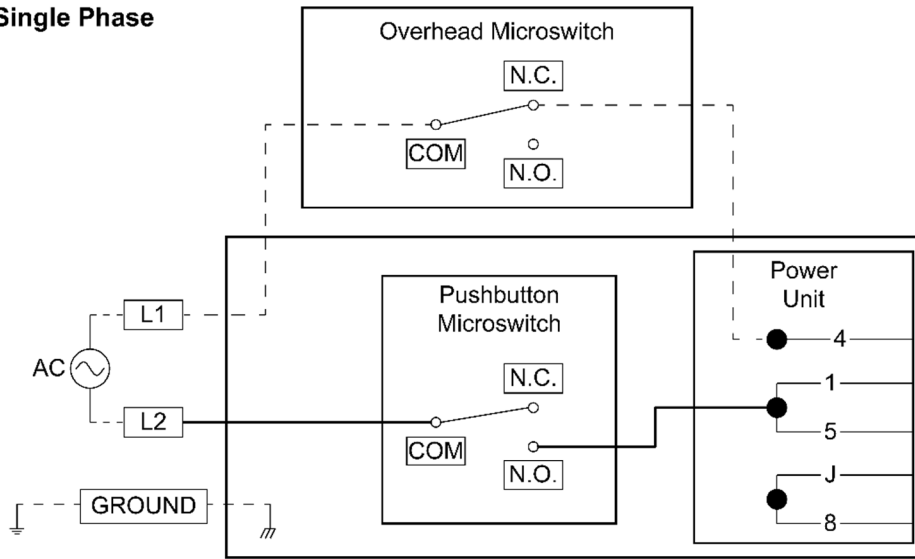 Single Phase
Overhead Microswitch
N.C.
COM
N.O.
Power
Unit
Pushbutton
Microswitch
L1
4
AC
N.C.
1
L2
COM
5
N.O.
J
GROUND
8